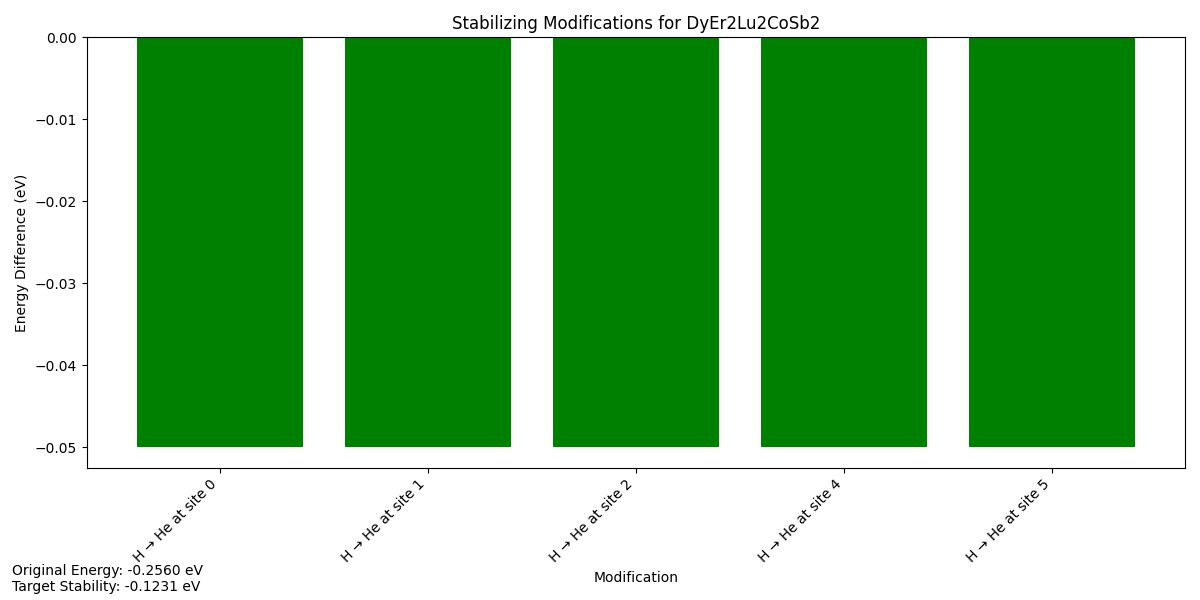 Stabilizing Modifications for DyEr2Lu2CoSb2
Energy Difference (eV)
0.00
−0.01
−0.02
−0.03
−0.04
−0.05
H → He at site 0
H → He at site 1
H → He at site 2
H → He at site 4
H → He at site 5
Modification
Original Energy: -0.2560 eV
Target Stability: -0.1231 eV